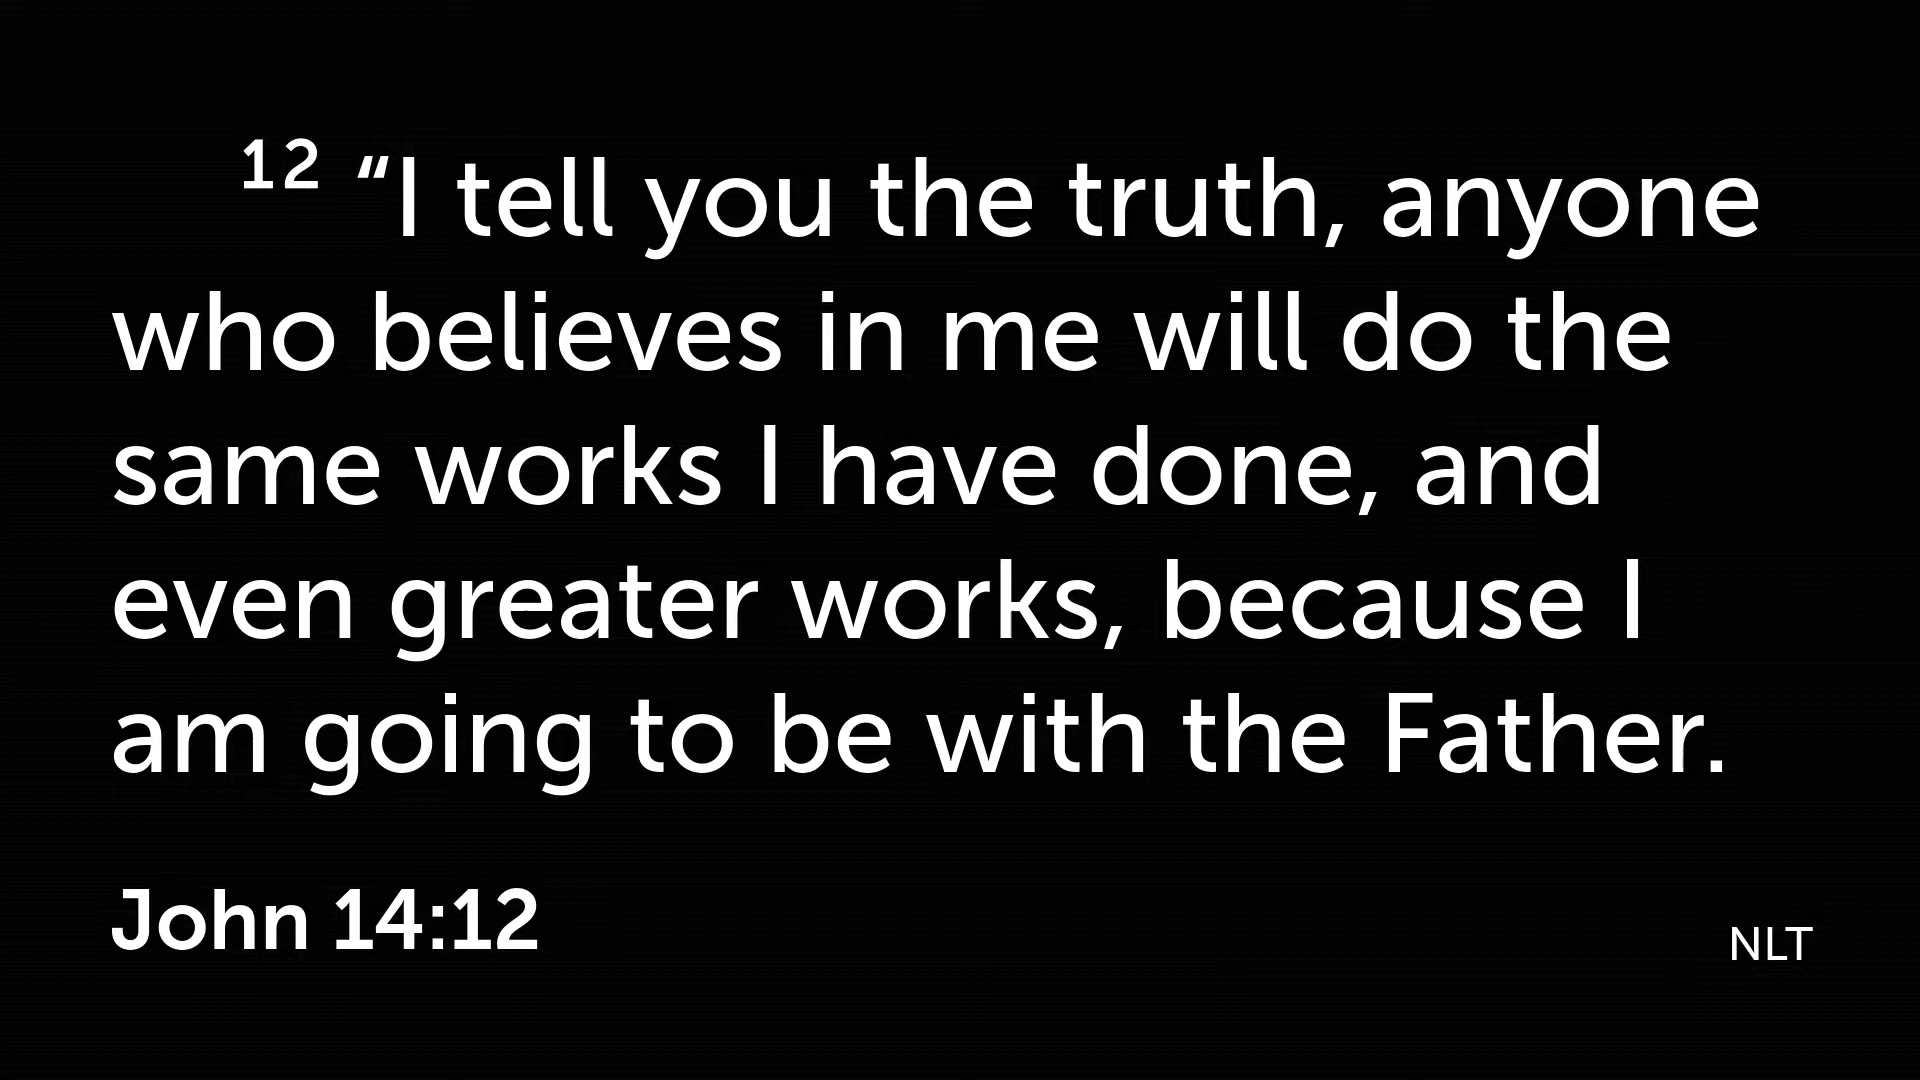 12 “I tell you the truth, anyone
who believes in me will do the
same works I have done, and
even greater works, because I
am going to be with the Father.
John 14:12
NLT